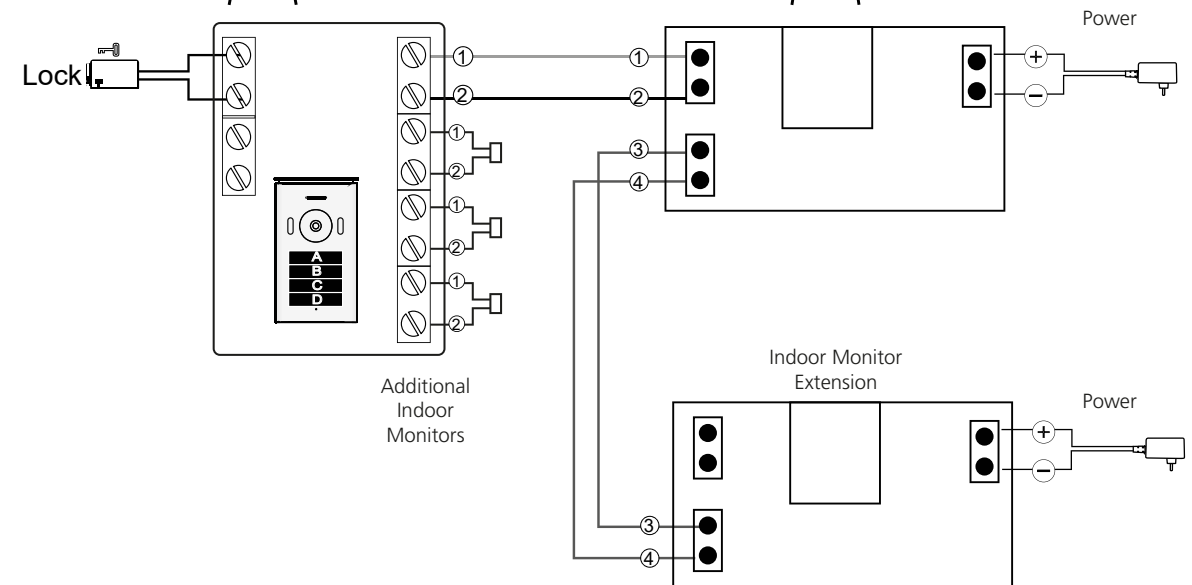 Power
Lock
① ①
② ②
①
②
③
④
①
②
①
②
+
−
A
B
C
D
Additional
Indoor
Monitors
Indoor Monitor
Extension
Power
+
−
③
④